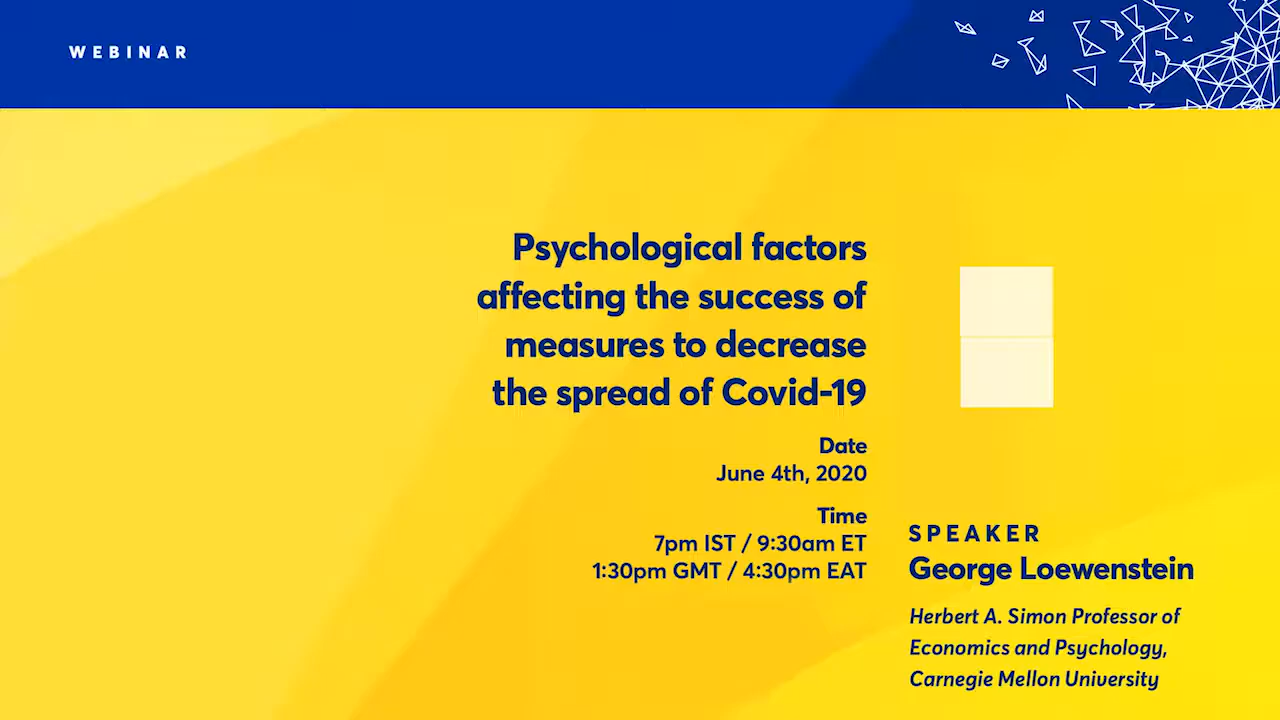 WEBINAR
Psychological factors
affecting the success of
measures to decrease
the spread of Covid-19
Date
June 4th, 2020
Time
7pm IST / 9:30am ET
1:30pm GMT / 4:30pm EAT
SPEAKER
George Loewenstein
Herbert A. Simon Professor of
Economics and Psychology,
Carnegie Mellon University